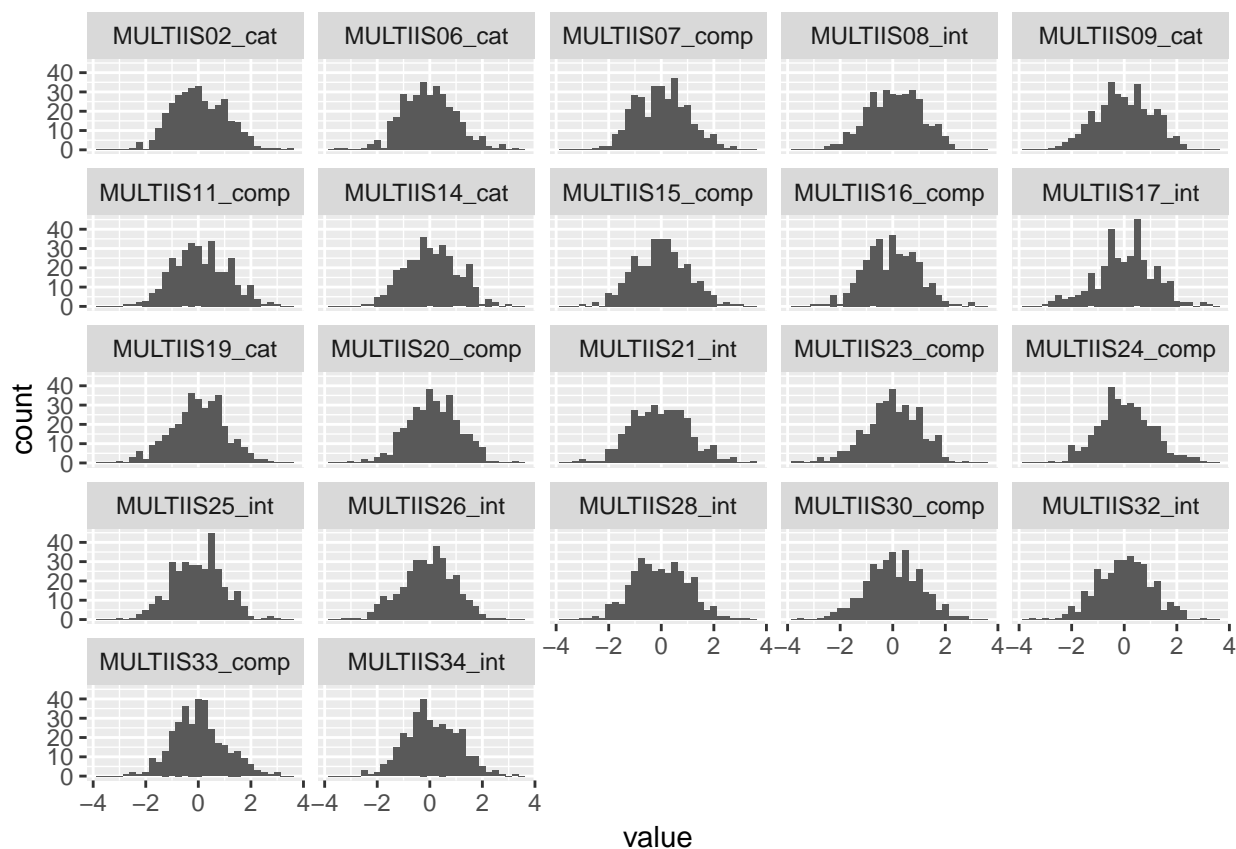 MULTIIS02_cat MULTIIS06_cat MULTIIS07_comp MULTIIS08_int MULTIIS09_cat
40
30
20
10
0
MULTIIS11_comp MULTIIS14_cat MULTIIS15_comp MULTIIS16_comp MULTIIS17_int
40
30
20
10
0
MULTIIS19_cat MULTIIS20_comp MULTIIS21_int MULTIIS23_comp MULTIIS24_comp
40
30
20
10
0
count
MULTIIS25_int MULTIIS26_int MULTIIS28_int MULTIIS30_comp MULTIIS32_int
40
30
20
10
0
−4 −2 0 2 4 −4 −2 0 2 4 −4 −2 0 2 4
MULTIIS33_comp MULTIIS34_int
40
30
20
10
0
−4 −2 0 2 4 −4 −2 0 2 4
value